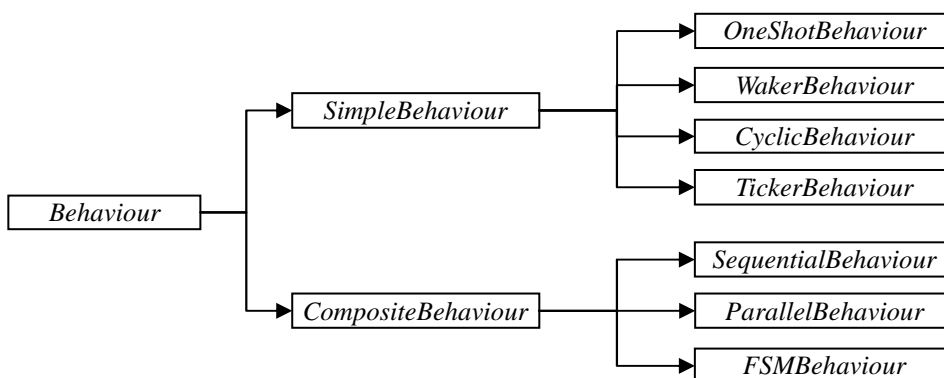 Behaviour
SimpleBehaviour
CompositeBehaviour
OneShotBehaviour
WakerBehaviour
CyclicBehaviour
TickerBehaviour
SequentialBehaviour
ParallelBehaviour
FSMBehaviour